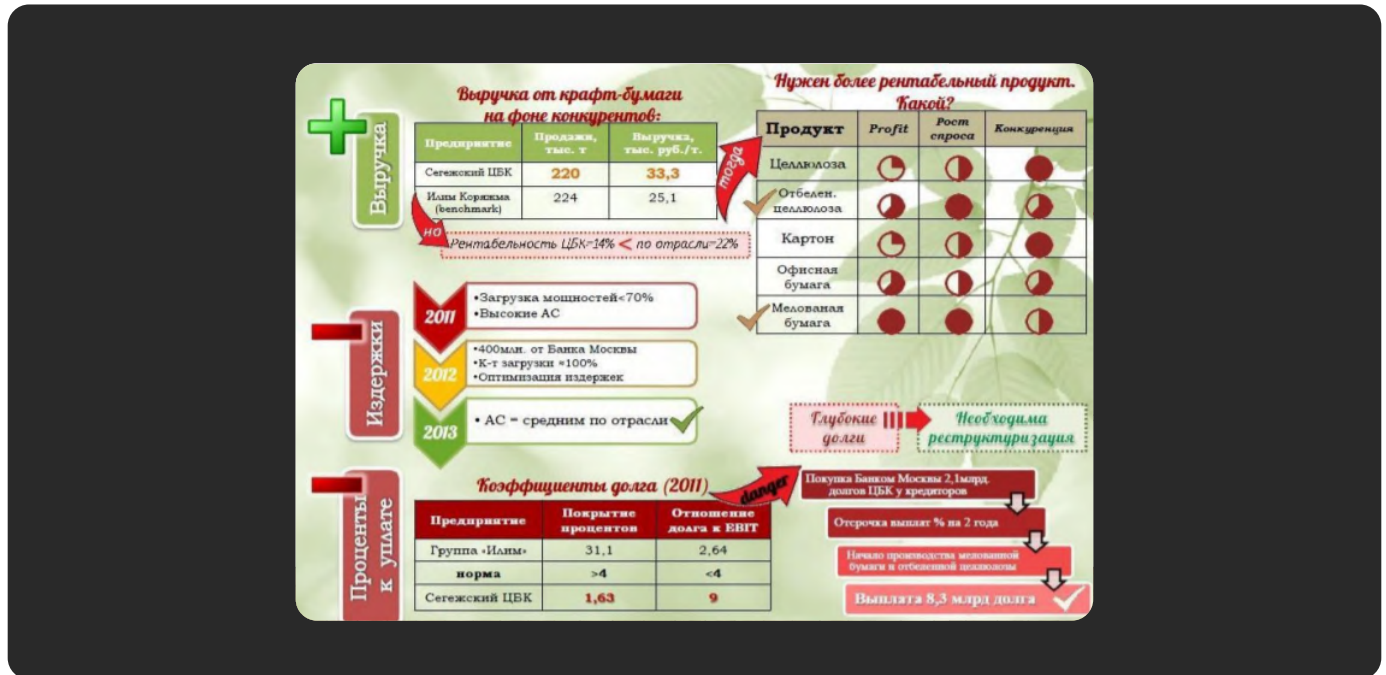 Выручка
Выручка от крафт-бумаги
на фоне конкурентов:
Предприятие
Продажи,
тыс. т
Выручка,
тыс. руб./т.
Сегежский ЦБК
220
33,3
Илим Коряжма
(benchmark)
224
25,1
но
Рентабельность ЦБК=14% < по отрасли=22%
тогда
Нужен более рентабельный продукт.
Какой?
Продукт
Profit
Рост
спроса
Конкуренция
Целлюлоза
Отбелен.
целлюлоза
Картон
Офисная
бумага
Мелованая
бумага
Издержки
2011
•Загрузка мощностей<70%
•Высокие АС
2012
•400млн. от Банка Москвы
•К-т загрузки ≈100%
•Оптимизация издержек
2013
• АС = средним по отрасли
Проценты
к уплате
Коэффициенты долга (2011)
Предприятие
Покрытие
процентов
Отношение
долга к EBIT
Группа «Илим»
31,1
2,64
норма
>4
<4
Сегежский ЦБК
1,63
9
danger
Глубокие
долги
Необходима
реструктуризация
Покупка Банком Москвы 2,1млрд.
долгов ЦБК у кредиторов
Отсрочка выплат % на 2 года
Начало производства мелованной
бумаги и отбеленной целлюлозы
Выплата 8,3 млрд долга